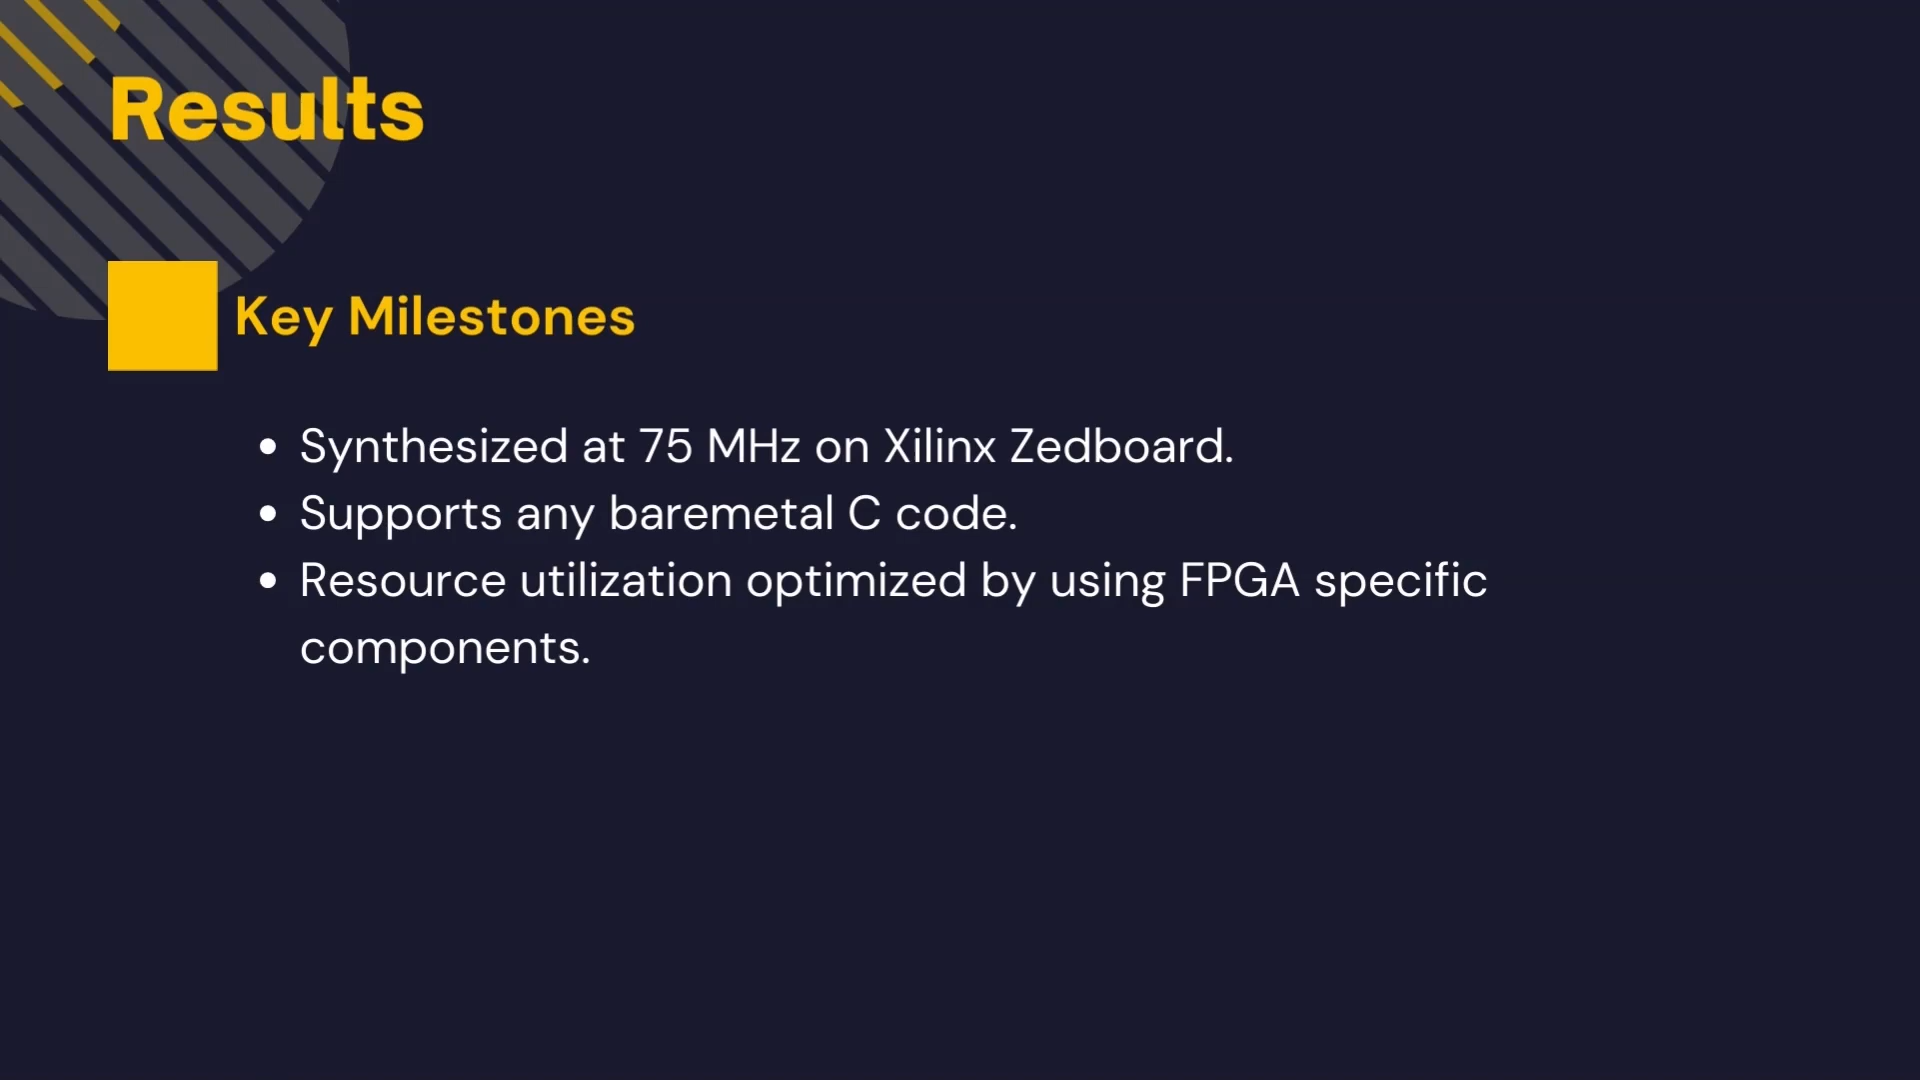 Results
Key Milestones
• Synthesized at 75 MHz on Xilinx Zedboard.
• Supports any baremetal C code.
• Resource utilization optimized by using FPGA specific
components.